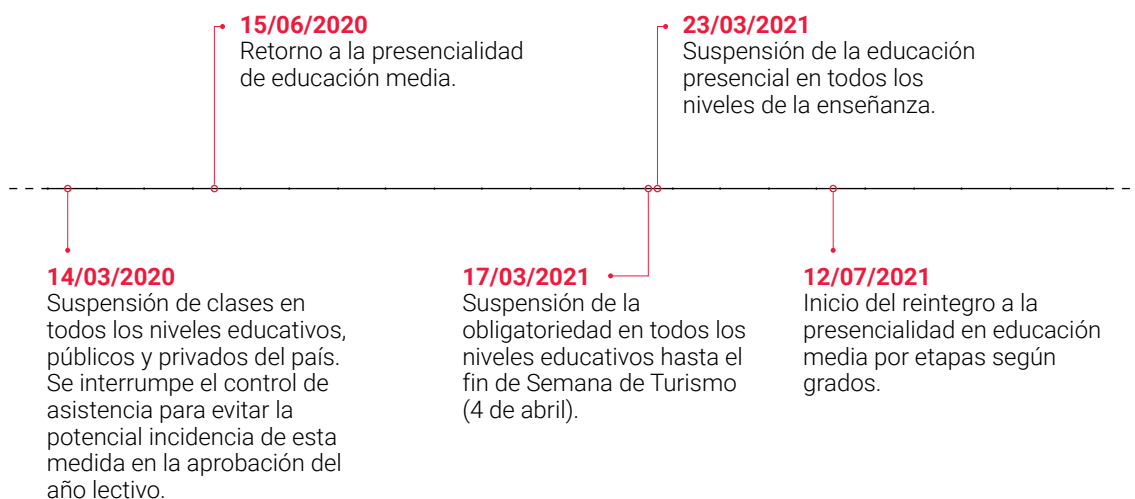 15/06/2020
Retorno a la presencialidad
de educación media.
23/03/2021
Suspensión de la educación
presencial en todos los
niveles de la enseñanza.
14/03/2020
Suspensión de clases en
todos los niveles educativos,
públicos y privados del país.
Se interrumpe el control de
asistencia para evitar la
potencial incidencia de esta
medida en la aprobación del
año lectivo.
17/03/2021
Suspensión de la
obligatoriedad en todos los
niveles educativos hasta el
fin de Semana de Turismo
(4 de abril).
12/07/2021
Inicio del reintegro a la
presencialidad en educación
media por etapas según
grados.